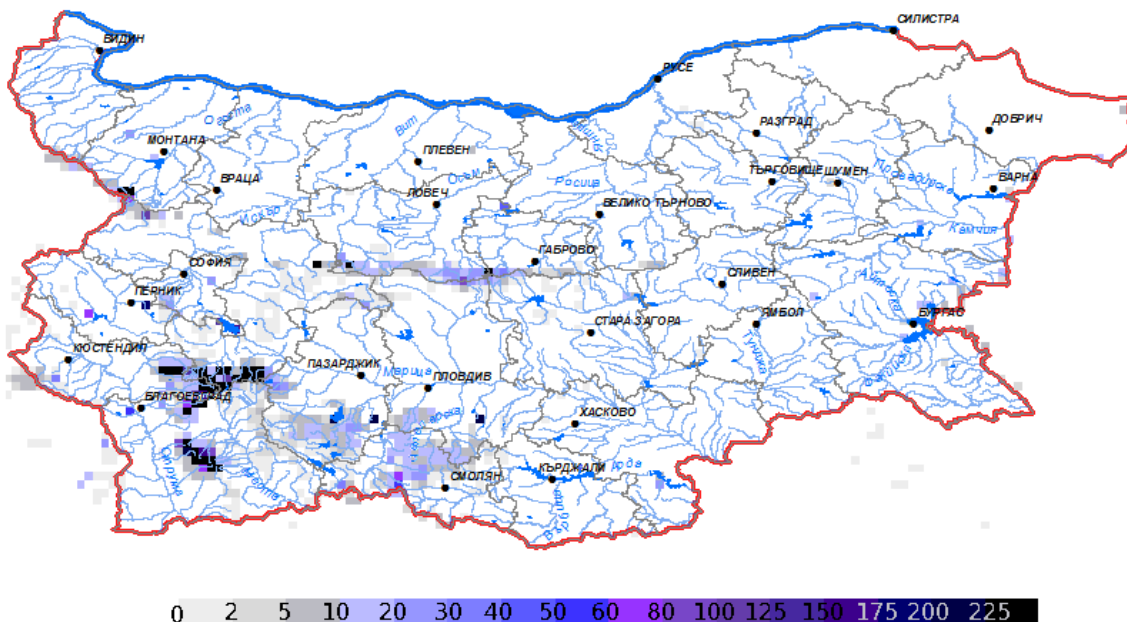 СИЛИСТРА
ВИДИН
РУСЕ
Огоста
Вит
РАЗГРАД
ДОБРИЧ
МОНТАНА
ПЛЕВЕН
Осъм
ТЪРГОВИЩЕ
ШУМЕН
ВРАЦА
Росица
ВАРНА
ЛОВЕЧ
Искър
ВЕЛИКО ТЪРНОВО
Камчия
ГАБРОВО
СОФИЯ
СЛИВЕН
ПЕРНИК
СТАРА ЗАГОРА
ЯМБОЛ
БУРГАС
КЮСТЕНДИЛ
ПАЗАРДЖИК
Марица
ПЛОВДИВ
Тунджа
БЛАГОЕВГРАД
ХАСКОВО
Струма
Места
КЪРДЖАЛИ
СМОЛЯН
0 2 5 10 20 30 40 50 60 80 100 125 150 175 200 225